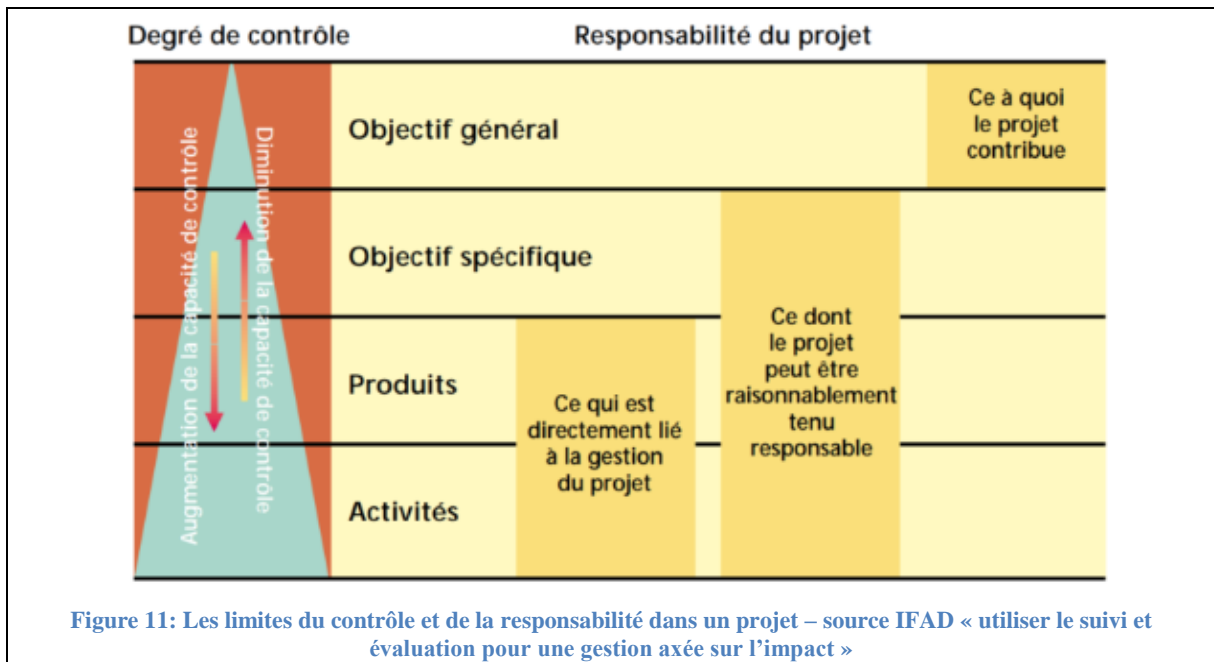 Degré de contrôle
Responsabilité du projet
Augmentation de la capacité de contrôle
Diminution de la capacité de contrôle
Objectif général
Ce à quoi
le projet
contribue
Objectif spécifique
Produits
Activités
Ce qui est
directement lié
à la gestion
du projet
Ce dont
le projet
peut être
raisonnablement
tenu
responsable
Figure 11: Les limites du contrôle et de la responsabilité dans un projet – source IFAD « utiliser le suivi et
évaluation pour une gestion axée sur l’impact »